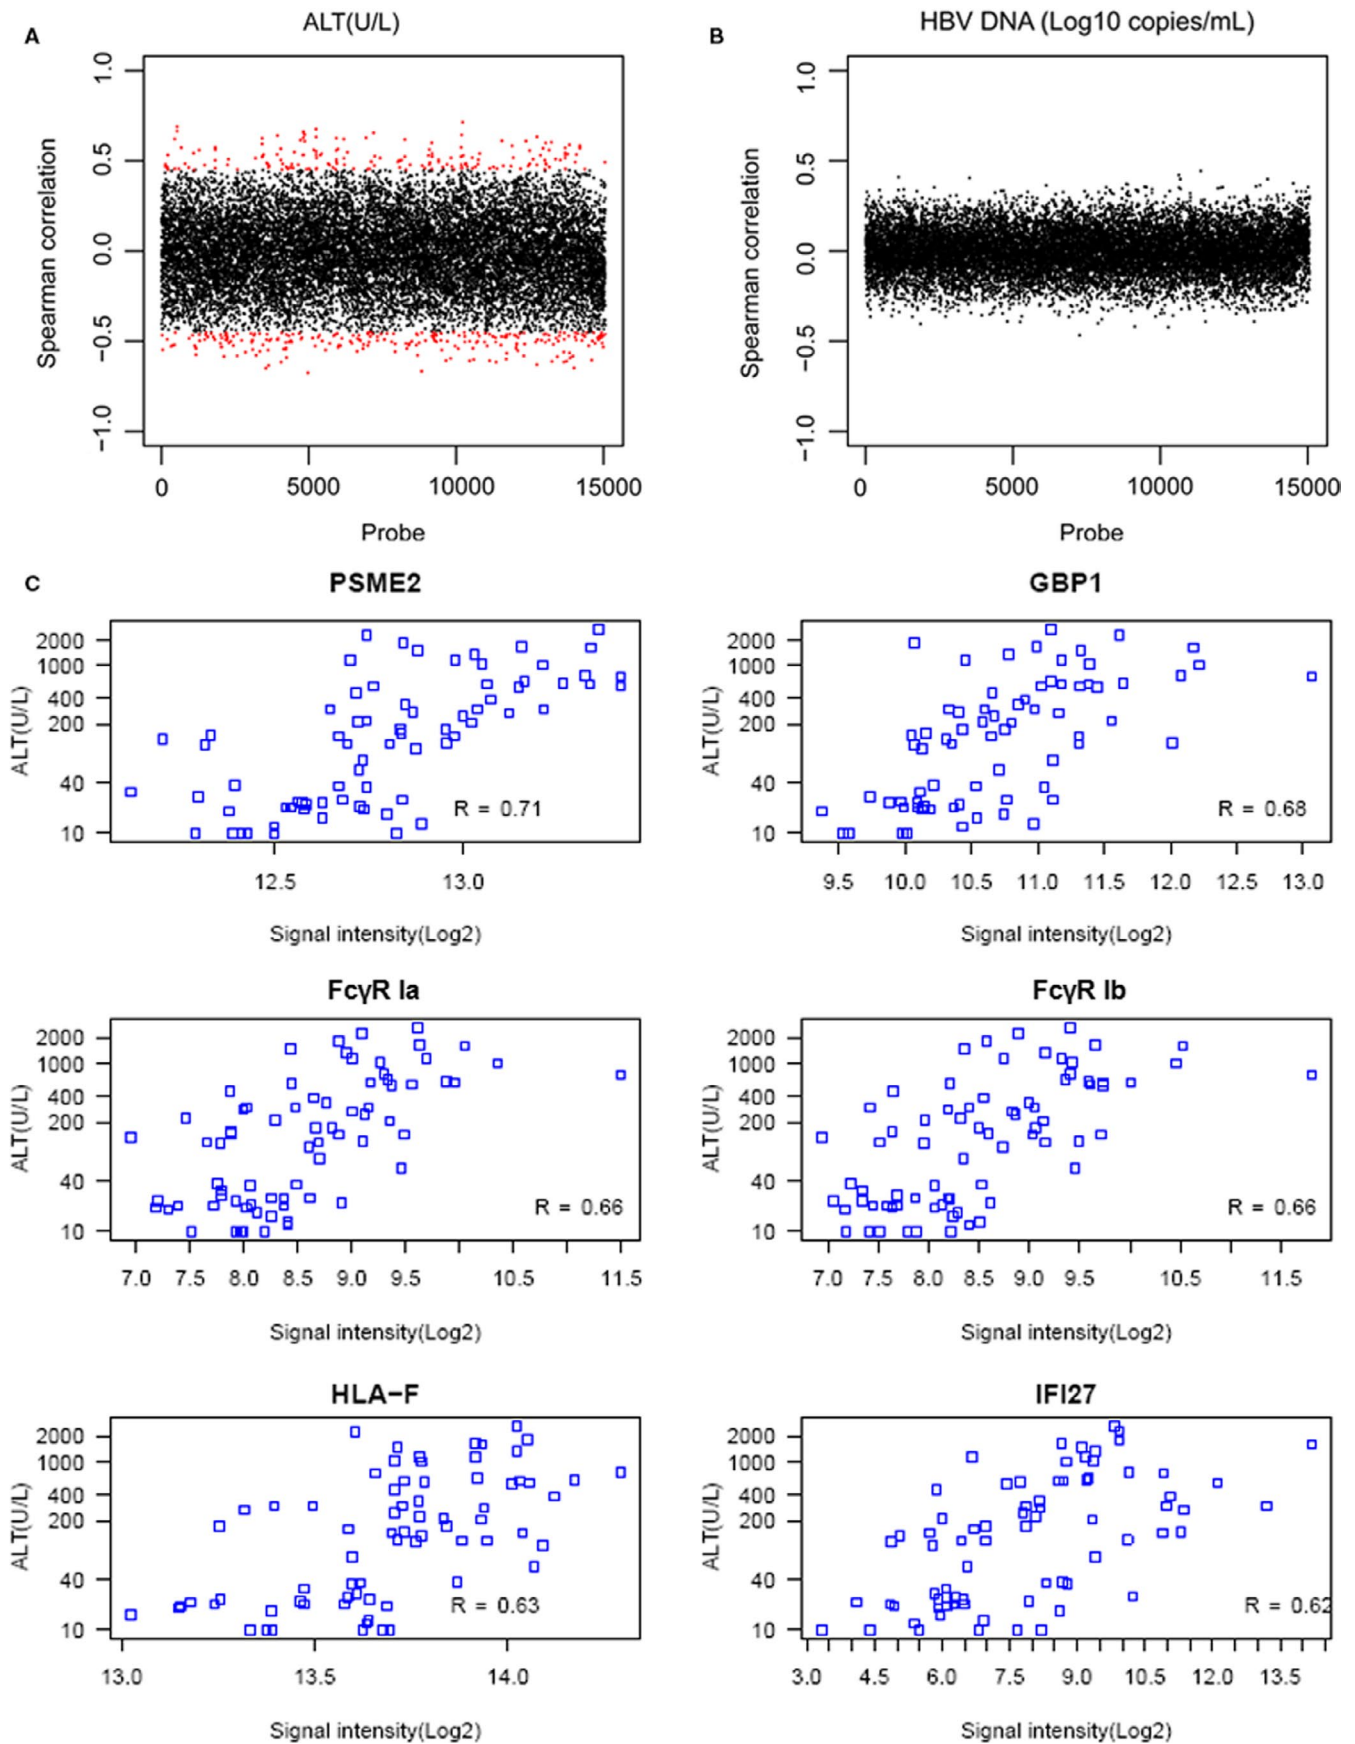 A
ALT(U/L)
B
HBV DNA (Log10 copies/mL)
Spearman correlation
1.0
0.5
0.0
−0.5
−1.0
0
5000
10000
15000
Probe
Spearman correlation
1.0
0.5
0.0
−0.5
−1.0
0
5000
10000
15000
Probe
C
PSME2
ALT(U/L)
2000
1000
400
200
40
10
R = 0.71
12.5
13.0
Signal intensity(Log2)
GBP1
ALT(U/L)
2000
1000
400
200
40
10
R = 0.68
9.5
10.0
10.5
11.0
11.5
12.0
12.5
13.0
Signal intensity(Log2)
FcγR Ia
ALT(U/L)
2000
1000
400
200
40
10
R = 0.66
7.0
7.5
8.0
8.5
9.0
9.5
10.5
11.5
Signal intensity(Log2)
FcγR Ib
ALT(U/L)
2000
1000
400
200
40
10
R = 0.66
7.0
7.5
8.0
8.5
9.0
9.5
10.5
11.5
Signal intensity(Log2)
HLA−F
ALT(U/L)
2000
1000
400
200
40
10
R = 0.63
13.0
13.5
14.0
Signal intensity(Log2)
IFI27
ALT(U/L)
2000
1000
400
200
40
10
R = 0.62
3.0
4.5
6.0
7.5
9.0
10.5
12.0
13.5
Signal intensity(Log2)